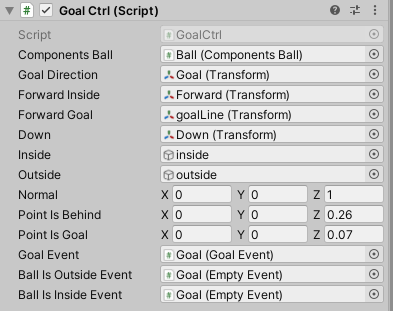 Goal Ctrl (Script)
Script GoalCtrl
Components Ball Ball (Components Ball)
Goal Direction Goal (Transform)
Forward Inside Forward (Transform)
Forward Goal goalLine (Transform)
Down Down (Transform)
Inside inside
Outside outside
Normal X 0 Y 0 Z 1
Point Is Behind X 0 Y 0 Z 0.26
Point Is Goal X 0 Y 0 Z 0.07
Goal Event Goal (Goal Event)
Ball Is Outside Event Goal (Empty Event)
Ball Is Inside Event Goal (Empty Event)